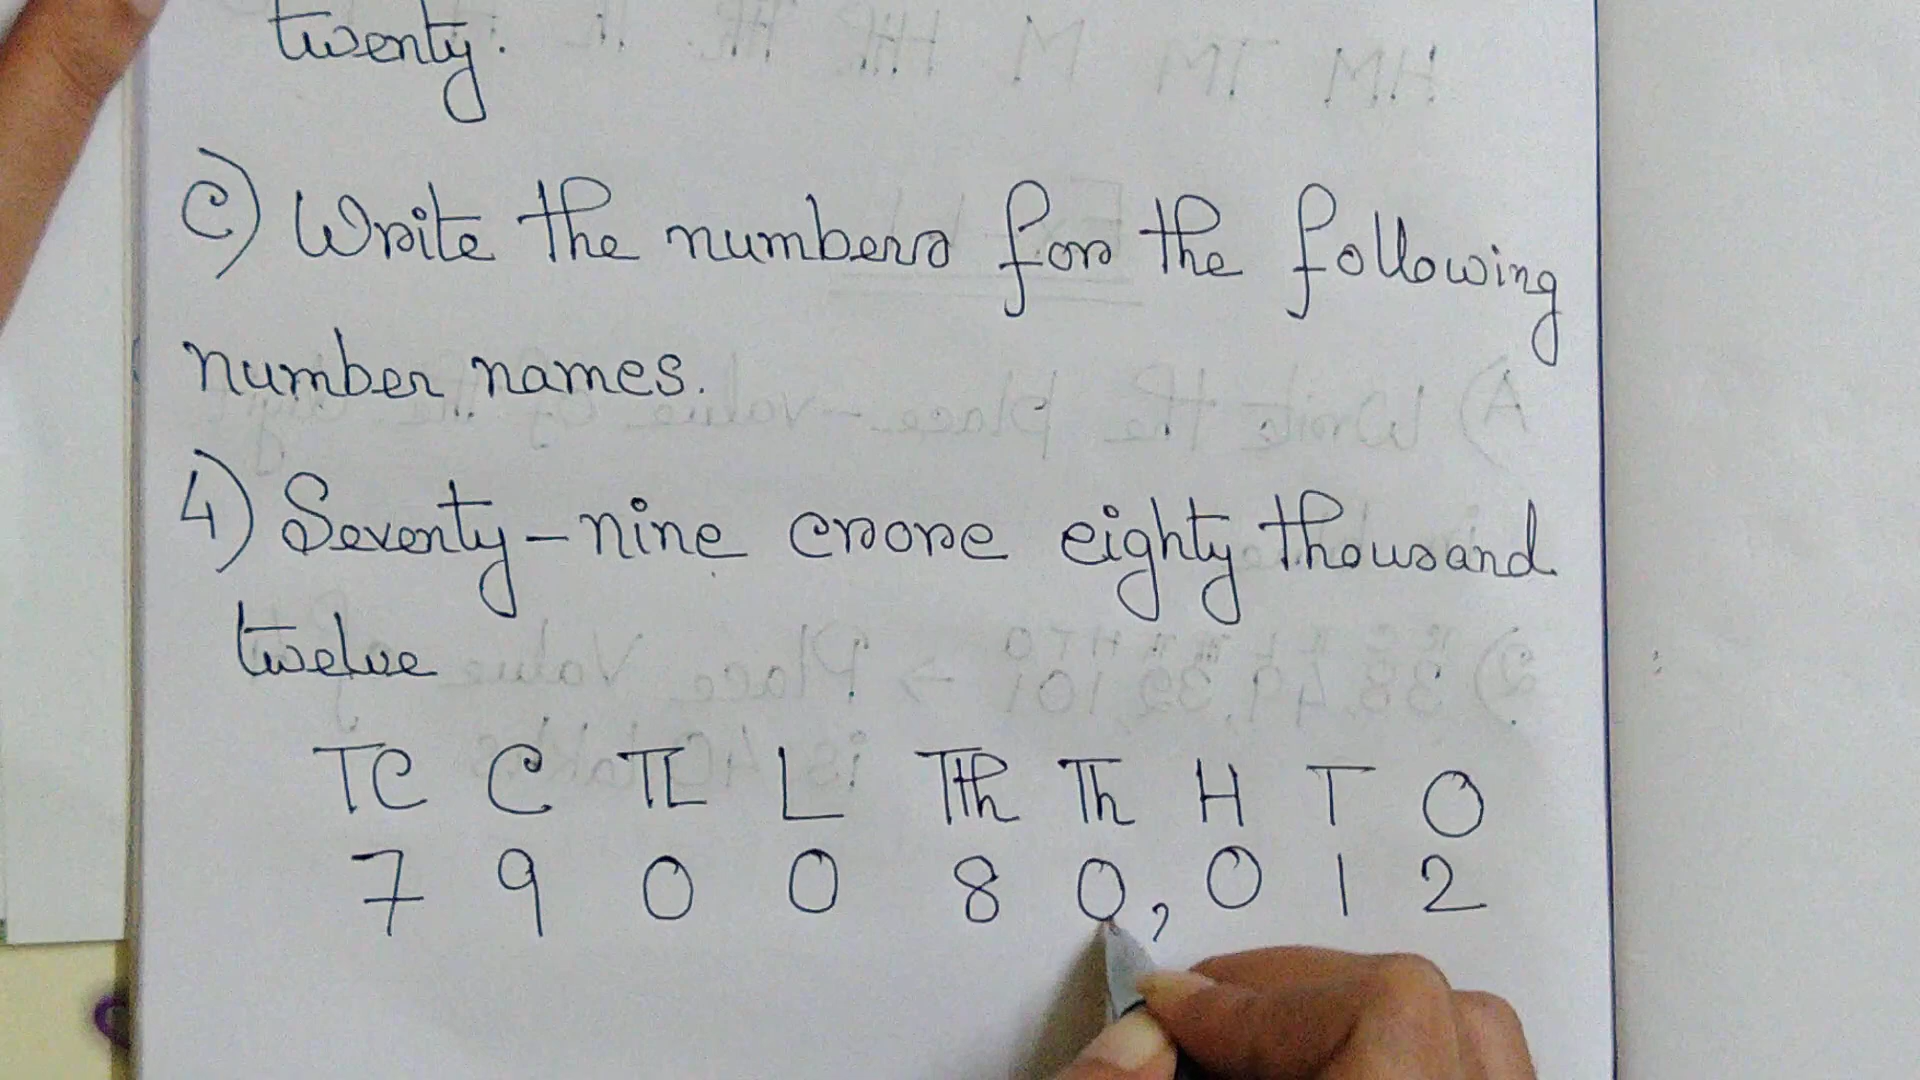 twenty.
C) Write the numbers for the following
number names.
4) Seventy-nine crore eighty thousand
twelve
TC C TL L TTh Th H T O
7 9 0 0 8 0, 0 1 2